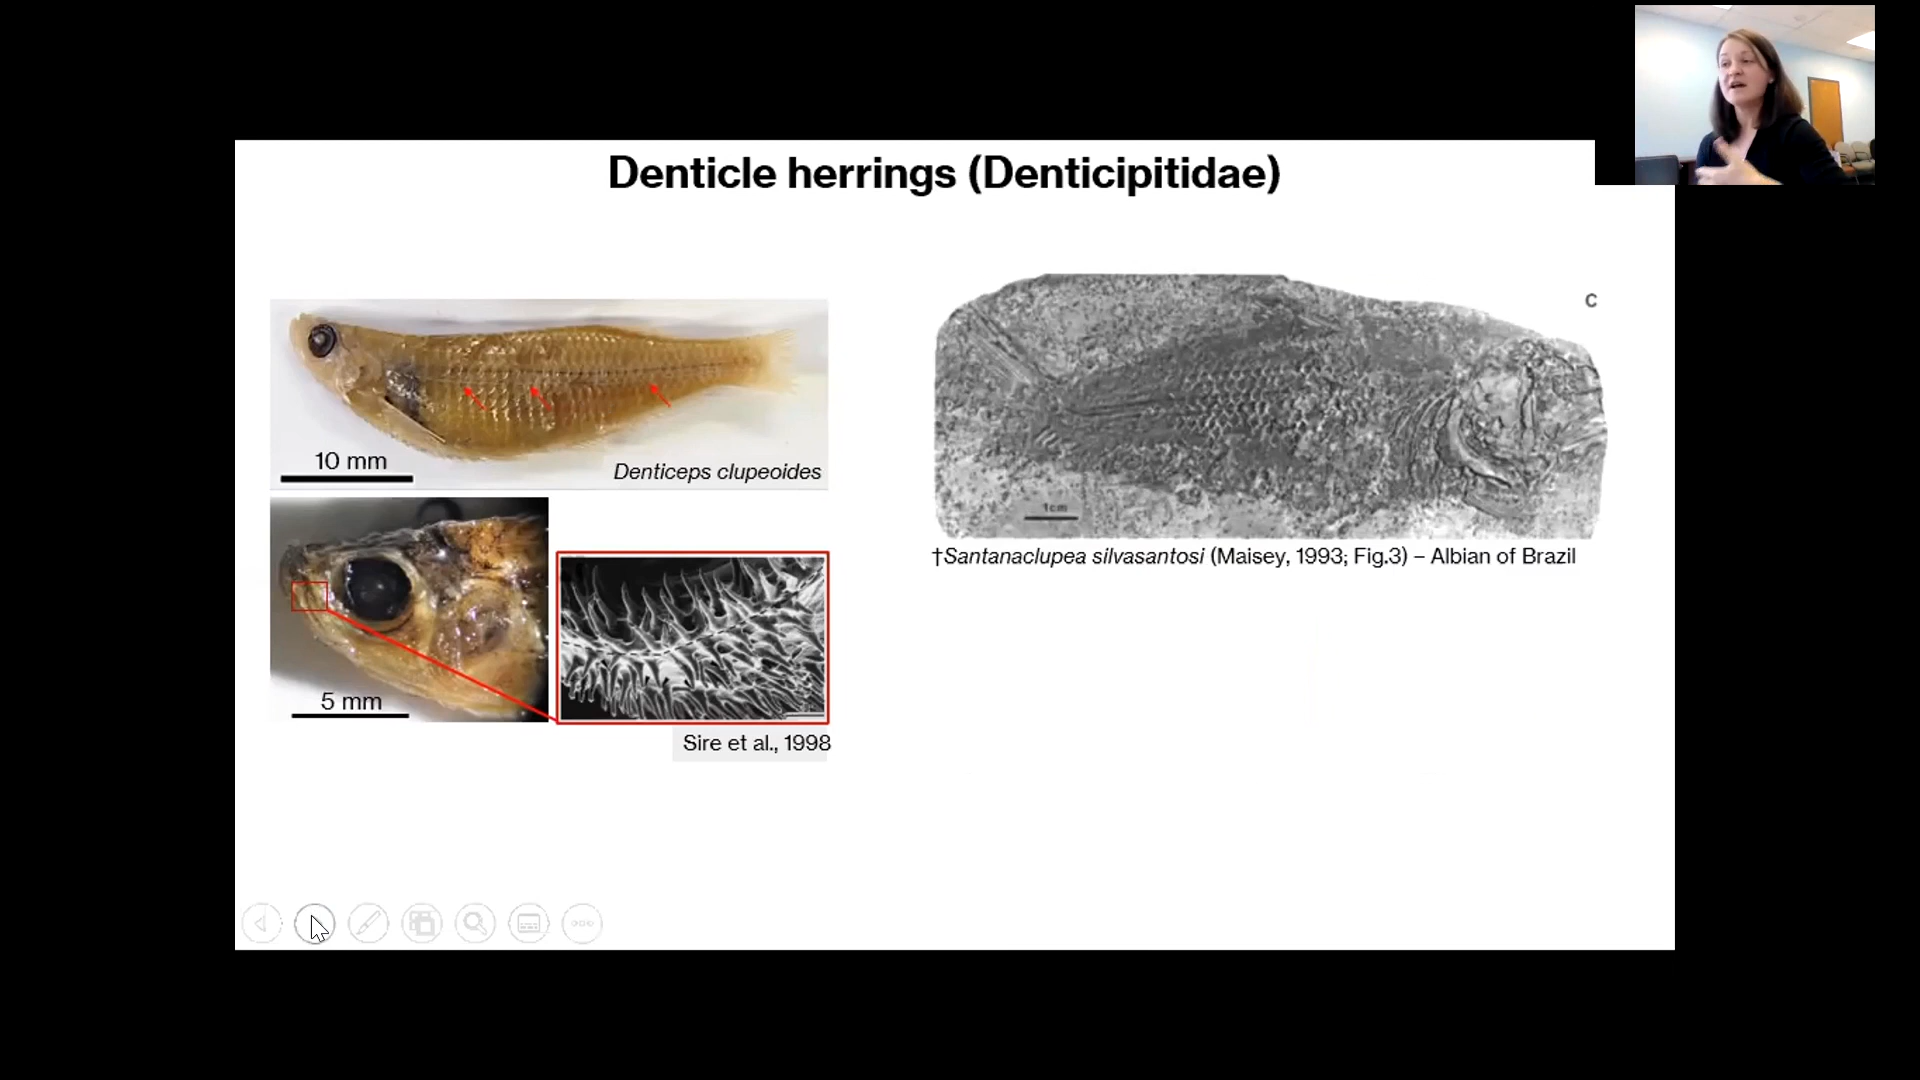 Denticle herrings (Denticipitidae)
10 mm
Denticeps clupeoides
5 mm
Sire et al., 1998
C
1cm
†Santanaclupea silvasantosi (Maisey, 1993; Fig.3) – Albian of Brazil